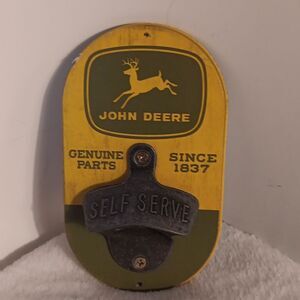 JOHN DEERE
GENUINE PARTS
SINCE 1837
SELF SERVE